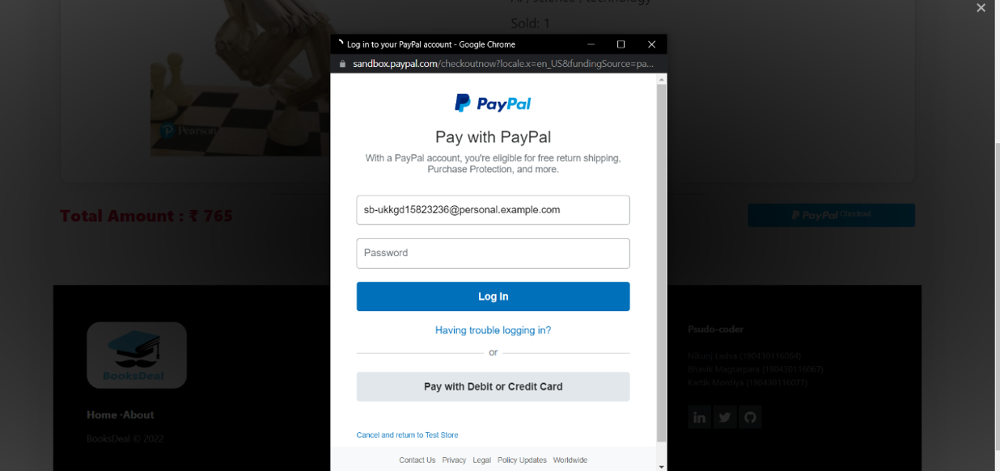 Sold: 1
Log in to your PayPal account - Google Chrome
sandbox.paypal.com/checkoutnow?locale.x=en_US&fundingSource=pa...
PayPal
Pay with PayPal
With a PayPal account, you're eligible for free return shipping,
Purchase Protection, and more.
Pearson
sb-ukkgd15823236@personal.example.com
Total Amount : ₹ 765
PayPal Checkout
Password
Log In
Having trouble logging in?
or
Pay with Debit or Credit Card
Cancel and return to Test Store
Contact Us Privacy Legal Policy Updates Worldwide
BooksDeal
Home -About
BooksDeal © 2022
Psudo-coder
Nikunj Ladva (190430116064)
Bhavik Magtarpara (190430116067)
Kartik Mordiya (190430116077)
in